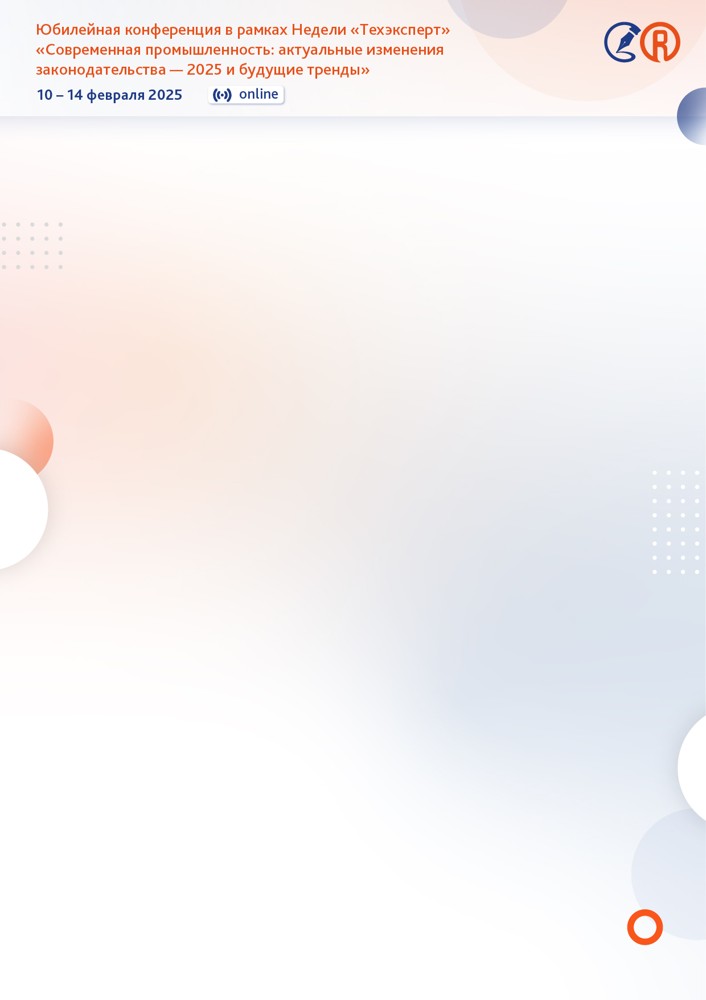 Юбилейная конференция в рамках Недели «Техэксперт»
«Современная промышленность: актуальные изменения
законодательства — 2025 и будущие тренды»
10 – 14 февраля 2025 online
R